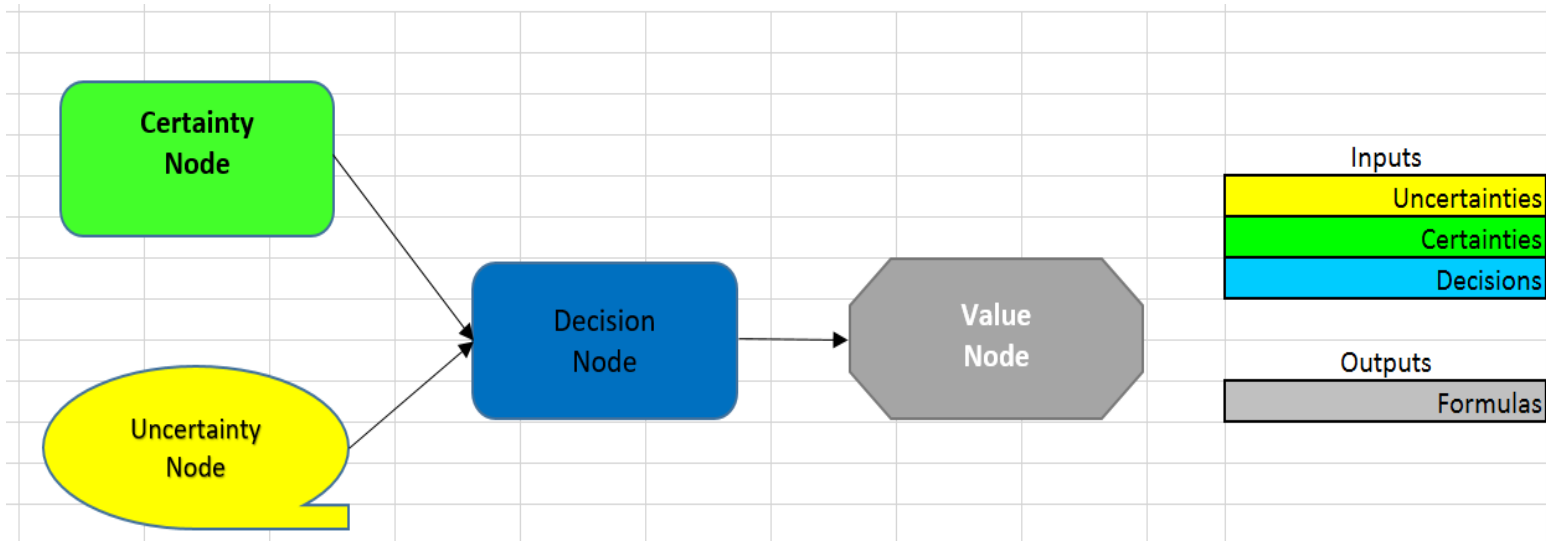 Certainty
Node
Uncertainty
Node
Decision
Node
Value
Node
Inputs
Uncertainties
Certainties
Decisions
Outputs
Formulas